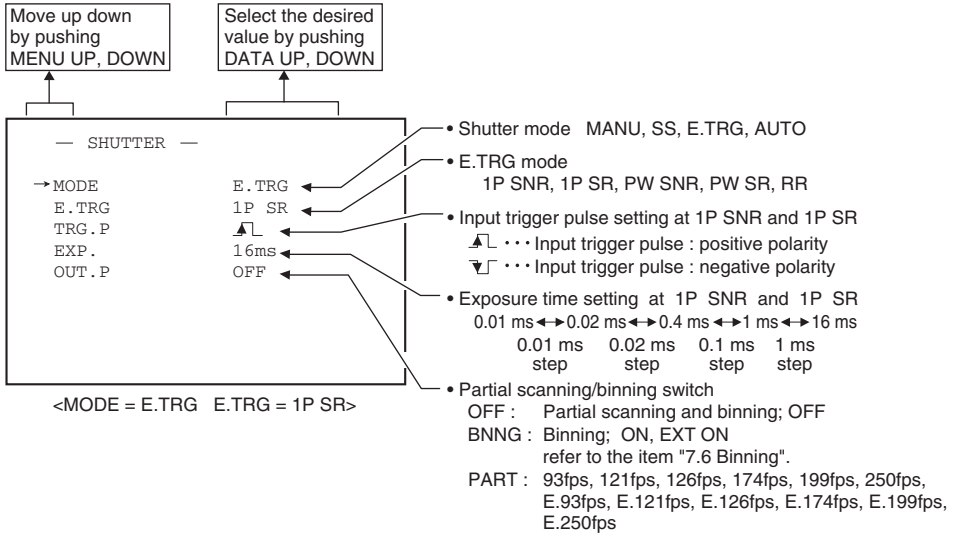 Move up down
by pushing
MENU UP, DOWN
Select the desired
value by pushing
DATA UP, DOWN
— SHUTTER —
→MODE E.TRG
E.TRG 1P SR
TRG.P
EXP. 16ms
OUT.P OFF
<MODE = E.TRG E.TRG = 1P SR>
• Shutter mode MANU, SS, E.TRG, AUTO
• E.TRG mode
1P SNR, 1P SR, PW SNR, PW SR, RR
• Input trigger pulse setting at 1P SNR and 1P SR
··· Input trigger pulse : positive polarity
··· Input trigger pulse : negative polarity
• Exposure time setting at 1P SNR and 1P SR
0.01 ms↔0.02 ms↔0.4 ms↔1 ms↔16 ms
0.01 ms 0.02 ms 0.1 ms 1 ms
step step step step
• Partial scanning/binning switch
OFF : Partial scanning and binning; OFF
BNNG : Binning; ON, EXT ON
refer to the item "7.6 Binning".
PART : 93fps, 121fps, 126fps, 174fps, 199fps, 250fps,
E.93fps, E.121fps, E.126fps, E.174fps, E.199fps,
E.250fps